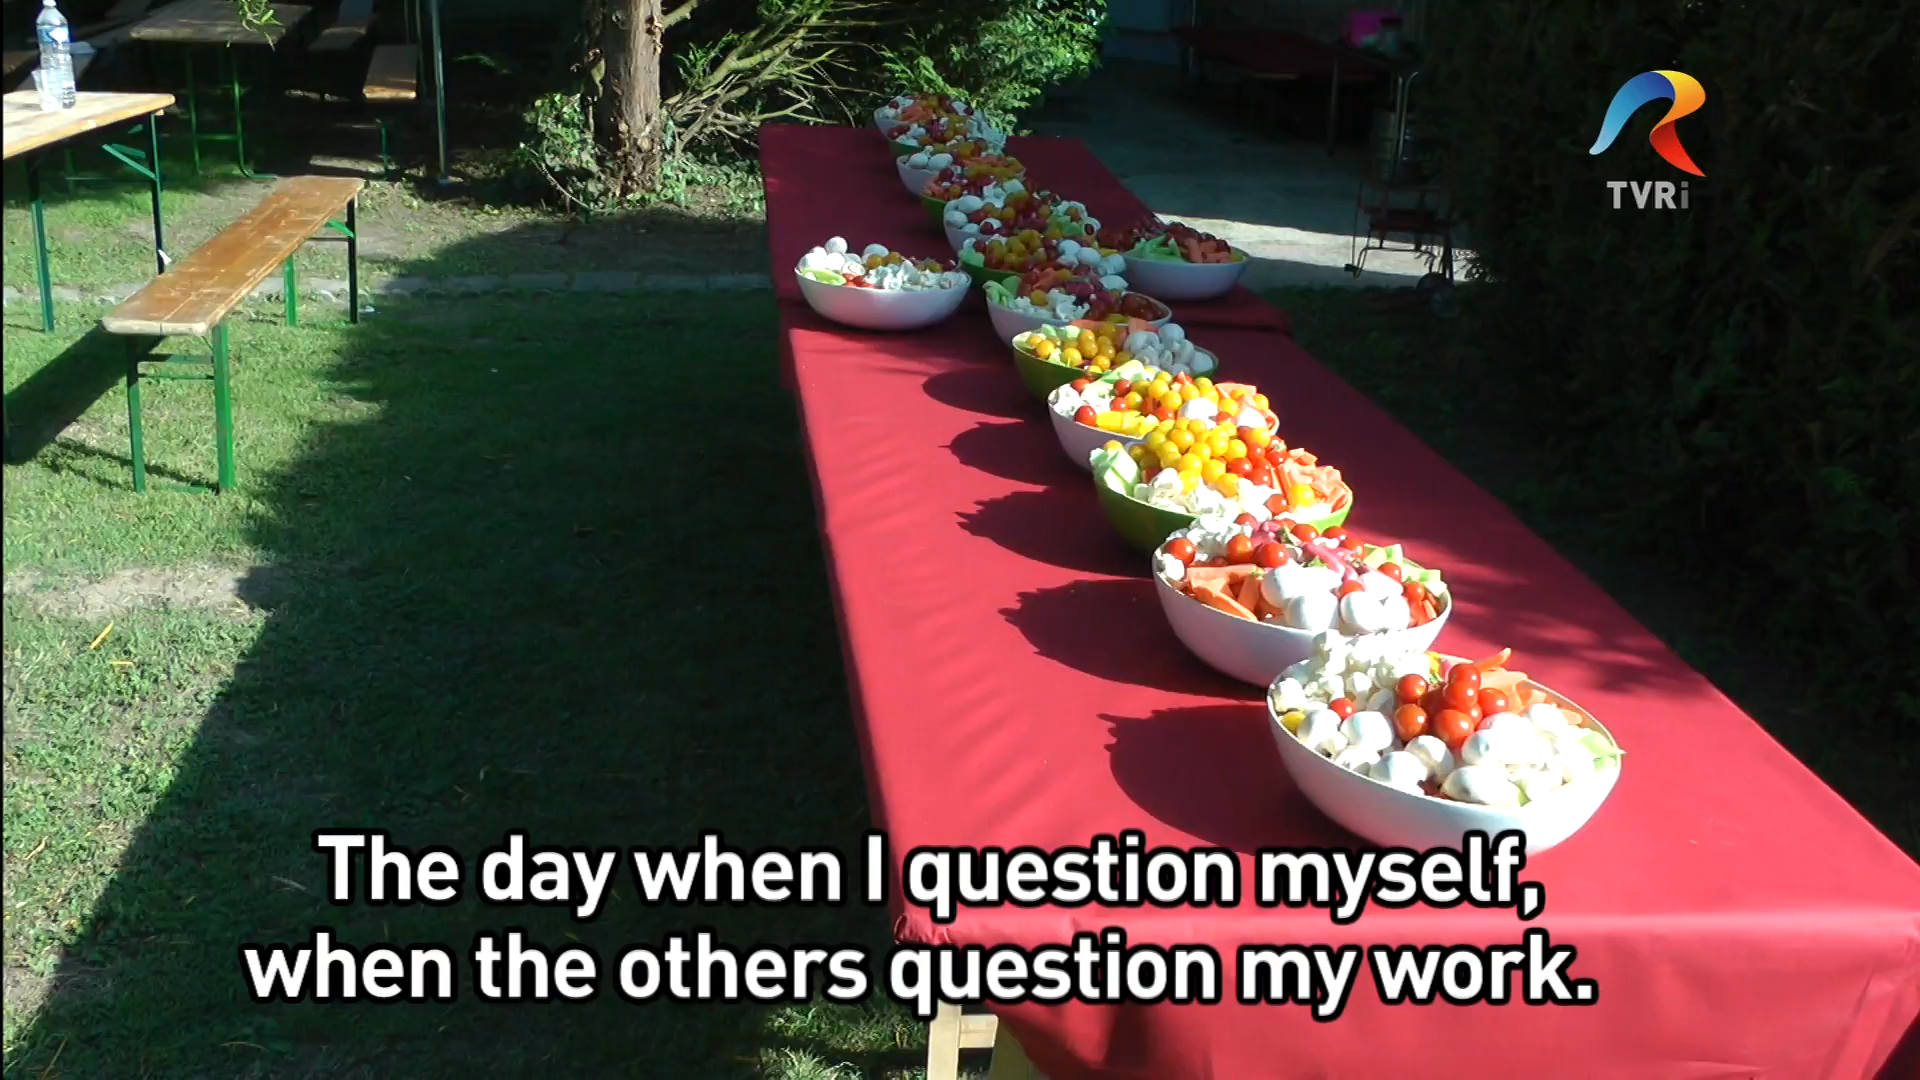 TVRi
The day when I question myself,
when the others question my work.